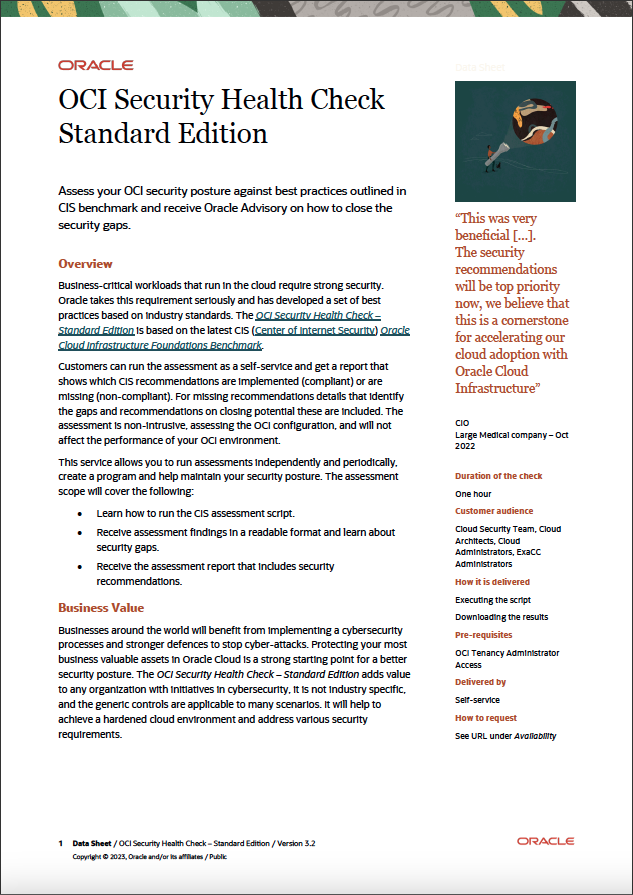 ORACLE
OCI Security Health Check
Standard Edition
Assess your OCI security posture against best practices outlined in
CIS benchmark and receive Oracle Advisory on how to close the
security gaps.
Overview
Business-critical workloads that run in the cloud require strong security.
Oracle takes this requirement seriously and has developed a set of best
practices based on industry standards. The OCI Security Health Check –
Standard Edition is based on the latest CIS (Center of Internet Security) Oracle
Cloud Infrastructure Foundations Benchmark.
Customers can run the assessment as a self-service and get a report that
shows which CIS recommendations are implemented (compliant) or are
missing (non-compliant). For missing recommendations details that identify
the gaps and recommendations on closing potential these are included. The
assessment is non-intrusive, assessing the OCI configuration, and will not
affect the performance of your OCI environment.
This service allows you to run assessments independently and periodically,
create a program and help maintain your security posture. The assessment
scope will cover the following:
• Learn how to run the CIS assessment script.
• Receive assessment findings in a readable format and learn about
security gaps.
• Receive the assessment report that includes security
recommendations.
Business Value
Businesses around the world will benefit from implementing a cybersecurity
processes and stronger defences to stop cyber-attacks. Protecting your most
business valuable assets in Oracle Cloud is a strong starting point for a better
security posture. The OCI Security Health Check – Standard Edition adds value
to any organization with initiatives in cybersecurity, it is not industry specific,
and the generic controls are applicable to many scenarios. It will help to
achieve a hardened cloud environment and address various security
requirements.
Data Sheet
“This was very
beneficial [...].
The security
recommendations
will be top priority
now, we believe that
this is a cornerstone
for accelerating our
cloud adoption with
Oracle Cloud
Infrastructure”
CIO
Large Medical company – Oct
2022
Duration of the check
One hour
Customer audience
Cloud Security Team, Cloud
Architects, Cloud
Administrators, ExaCC
Administrators
How it is delivered
Executing the script
Downloading the results
Pre-requisites
OCI Tenancy Administrator
Access
Delivered by
Self-service
How to request
See URL under Availability
1 Data Sheet / OCI Security Health Check – Standard Edition / Version 3.2
Copyright © 2023, Oracle and/or its affiliates / Public
ORACLE